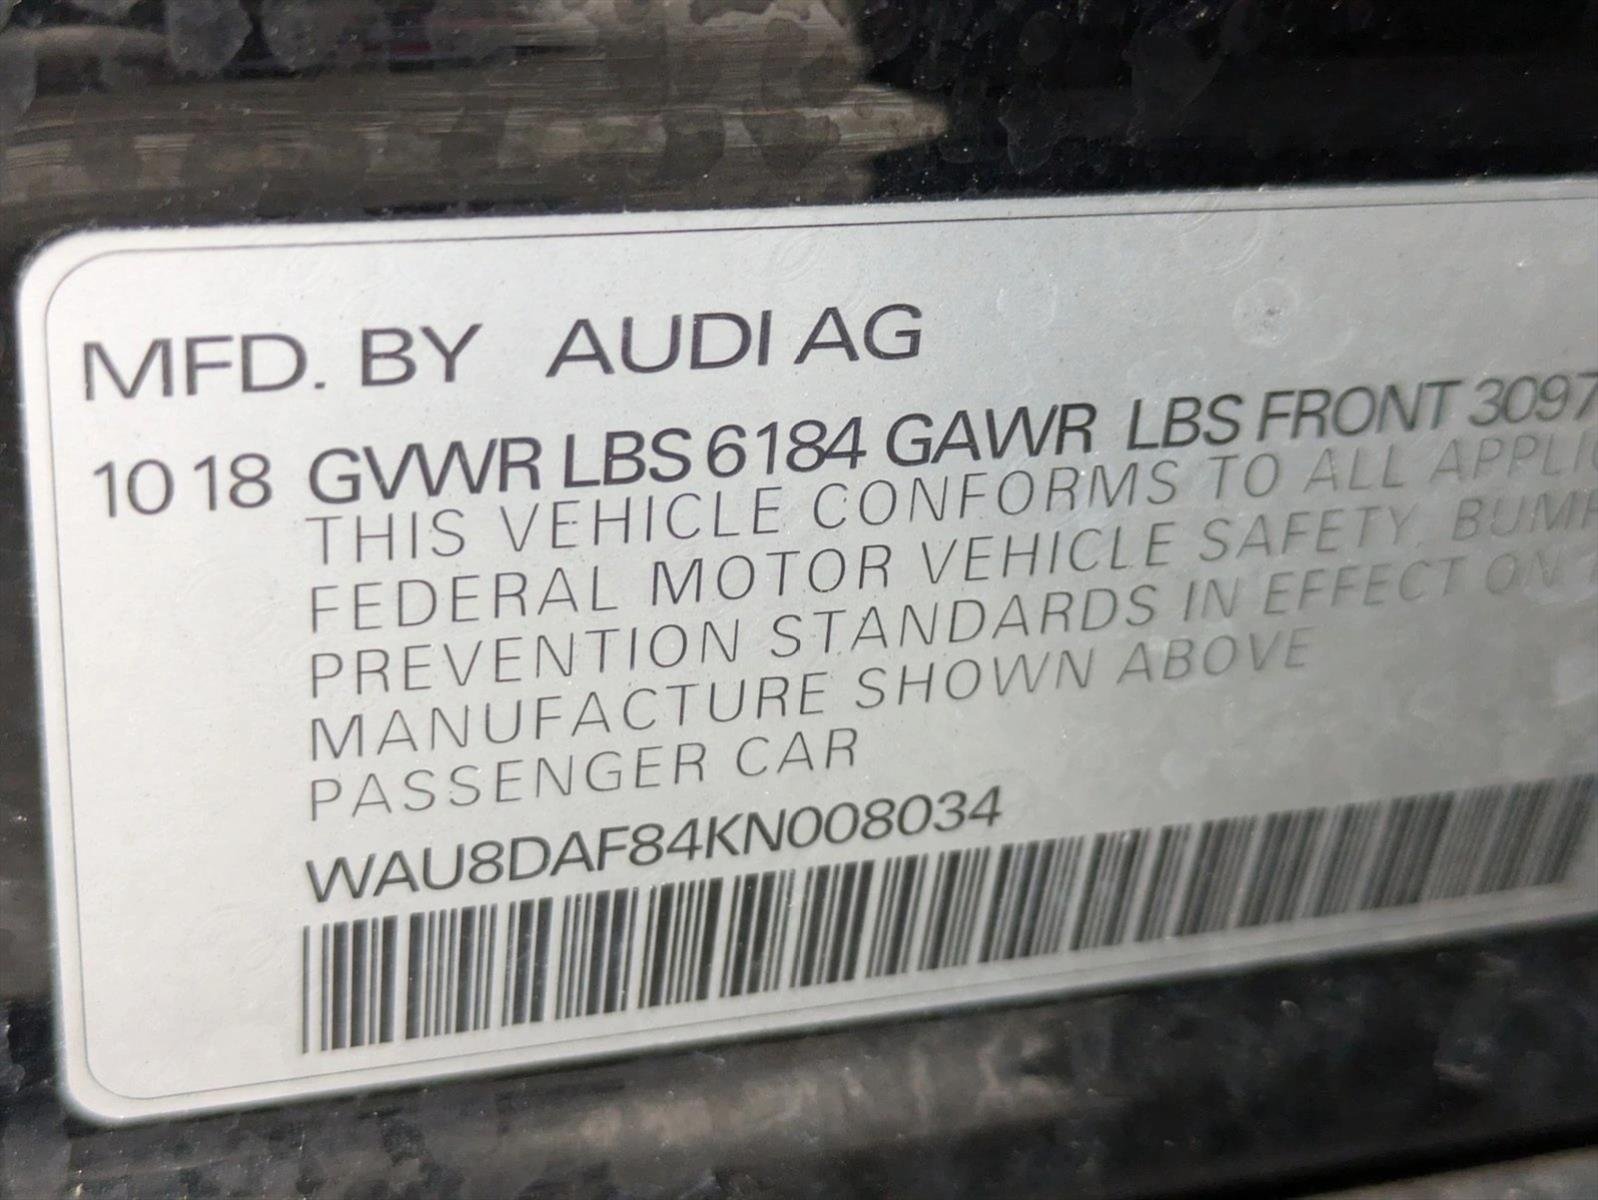 MFD. BY AUDI AG
10 18 GVWR LBS 6184 GAWR LBS FRONT 3097
THIS VEHICLE CONFORMS TO ALL
FEDERAL MOTOR VEHICLE SAFETY,
PREVENTION STANDARDS IN EFFECT ON
MANUFACTURE SHOWN ABOVE
PASSENGER CAR
WAU8DAF84KN008034